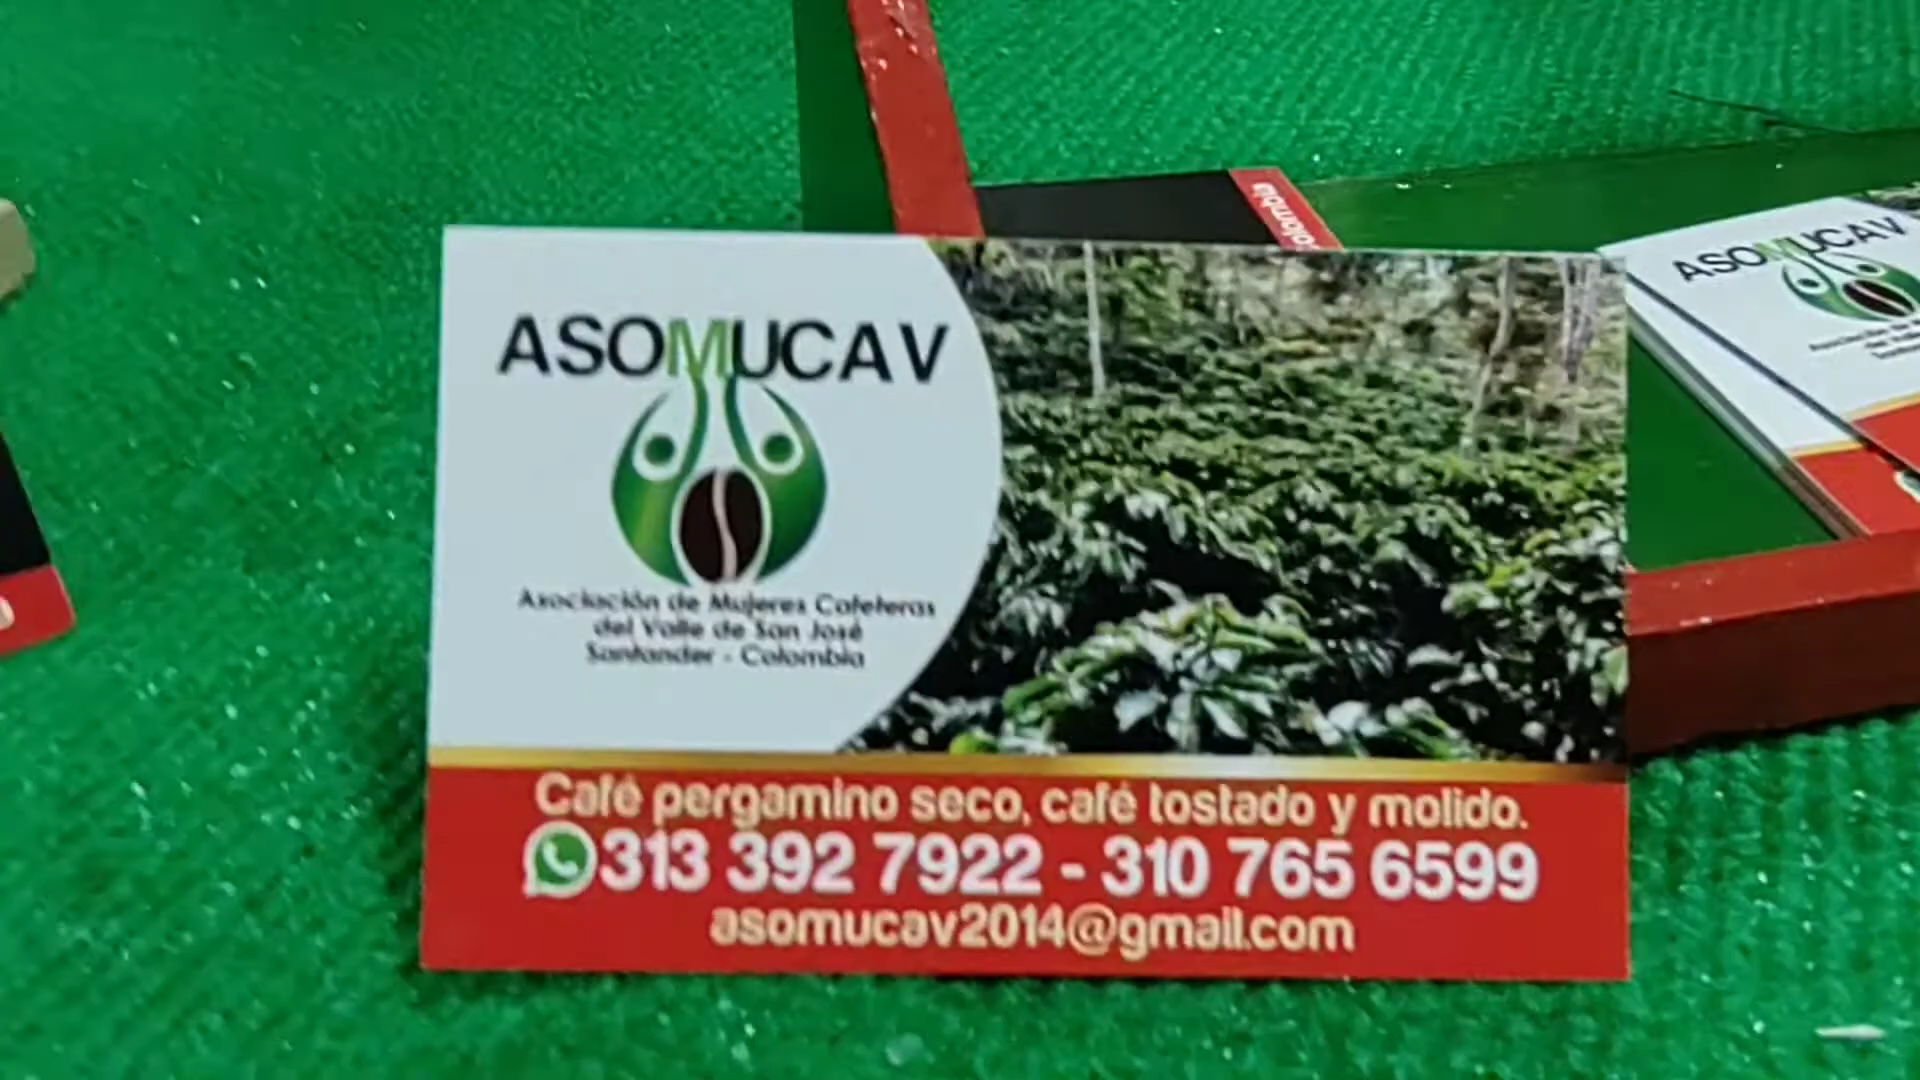 ASOMUCAV
Asociación de Mujeres Cafeteras
del Valle de San José
Santander - Colombia
Café pergamino seco, café tostado y molido.
313 392 7922 - 310 765 6599
asomucav2014@gmail.com
olombia
ASOMUCAV